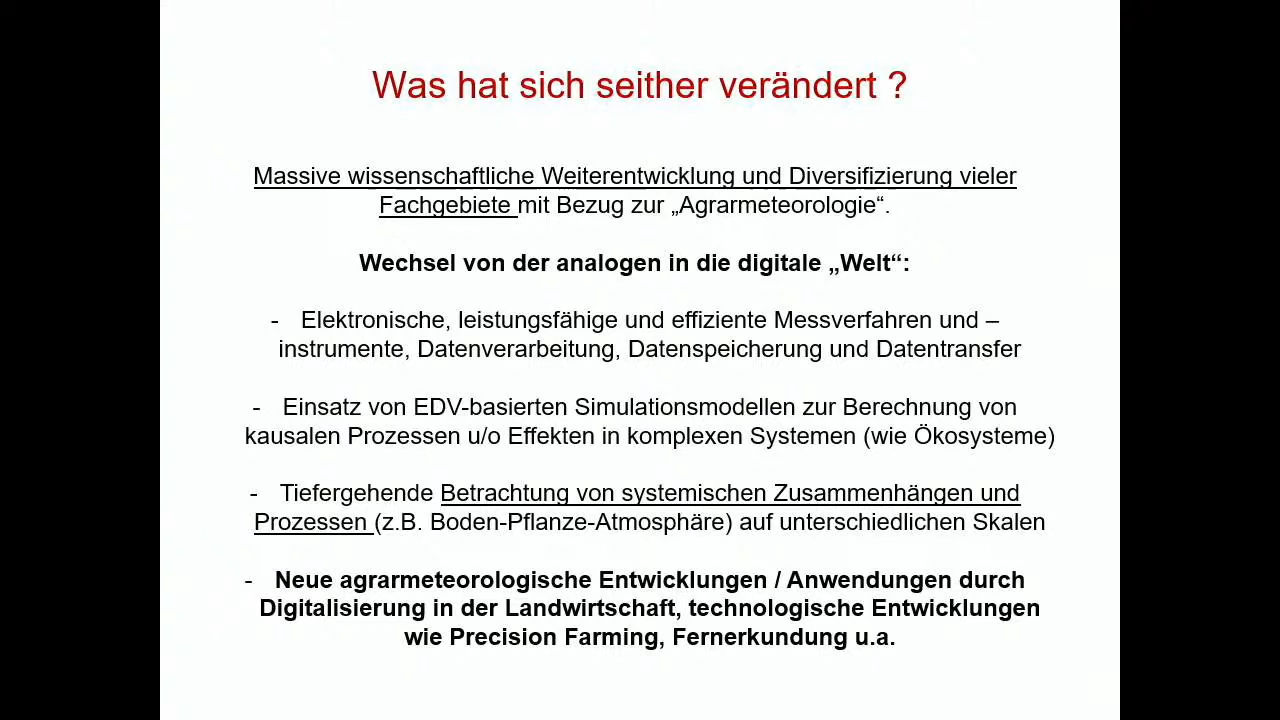 Was hat sich seither verändert ?
Massive wissenschaftliche Weiterentwicklung und Diversifizierung vieler
Fachgebiete mit Bezug zur „Agrarmeteorologie“.
Wechsel von der analogen in die digitale „Welt“:
- Elektronische, leistungsfähige und effiziente Messverfahren und –
instrumente, Datenverarbeitung, Datenspeicherung und Datentransfer
- Einsatz von EDV-basierten Simulationsmodellen zur Berechnung von
kausalen Prozessen u/o Effekten in komplexen Systemen (wie Ökosysteme)
- Tiefergehende Betrachtung von systemischen Zusammenhängen und
Prozessen (z.B. Boden-Pflanze-Atmosphäre) auf unterschiedlichen Skalen
- Neue agrarmeteorologische Entwicklungen / Anwendungen durch
Digitalisierung in der Landwirtschaft, technologische Entwicklungen
wie Precision Farming, Fernerkundung u.a.